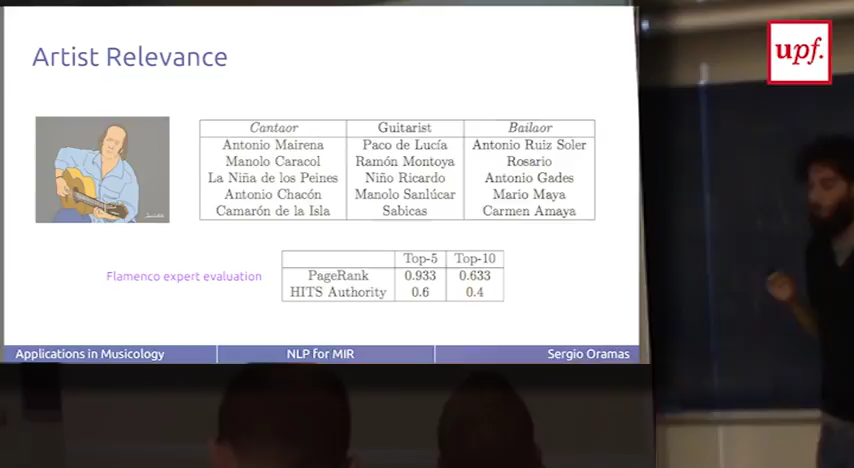 Artist Relevance
upf.
Cantaor Guitarist Bailaor
Antonio Mairena Paco de Lucía Antonio Ruiz Soler
Manolo Caracol Ramón Montoya Rosario
La Niña de los Peines Niño Ricardo Antonio Gades
Antonio Chacón Manolo Sanlúcar Mario Maya
Camarón de la Isla Sabicas Carmen Amaya
Top-5 Top-10
Flamenco expert evaluation
PageRank 0.933 0.633
HITS Authority 0.6 0.4
Applications in Musicology NLP for MIR Sergio Oramas